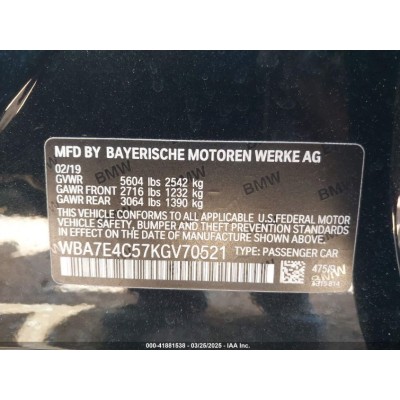 MFD BY BAYERISCHE MOTOREN WERKE AG
02/19
GVWR 5604 lbs 2542 kg
GAWR FRONT 2716 lbs 1232 kg
GAWR REAR 3064 lbs 1390 kg
THIS VEHICLE CONFORMS TO ALL APPLICABLE U.S. FEDERAL MOTOR
VEHICLE SAFETY, BUMPER, AND THEFT PREVENTION STANDARDS IN
EFFECT ON THE DATE OF MANUFACTURE SHOWN ABOVE.
WBA7E4C57KGV70521 TYPE: PASSENGER CAR
000-41881538 | 03/25/2025 | IAA Inc.